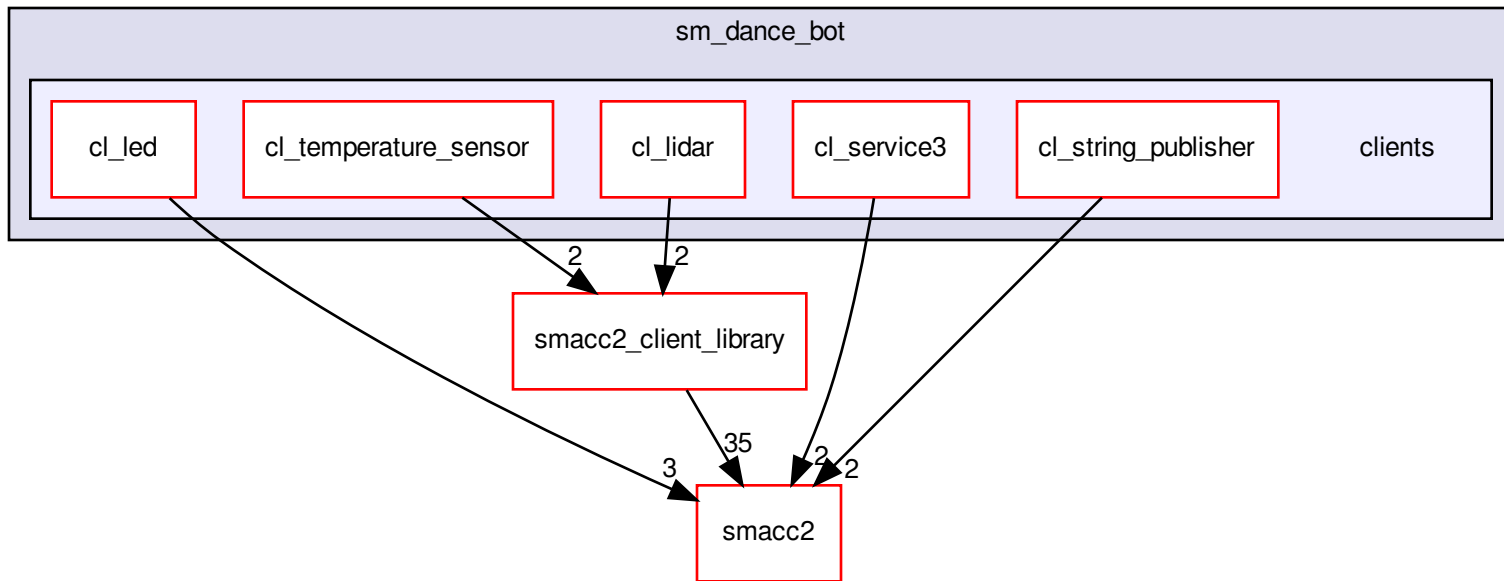 sm_dance_bot
cl_led
cl_temperature_sensor
cl_lidar
cl_service3
cl_string_publisher
clients
2
2
smacc2_client_library
35
3
2
2
smacc2